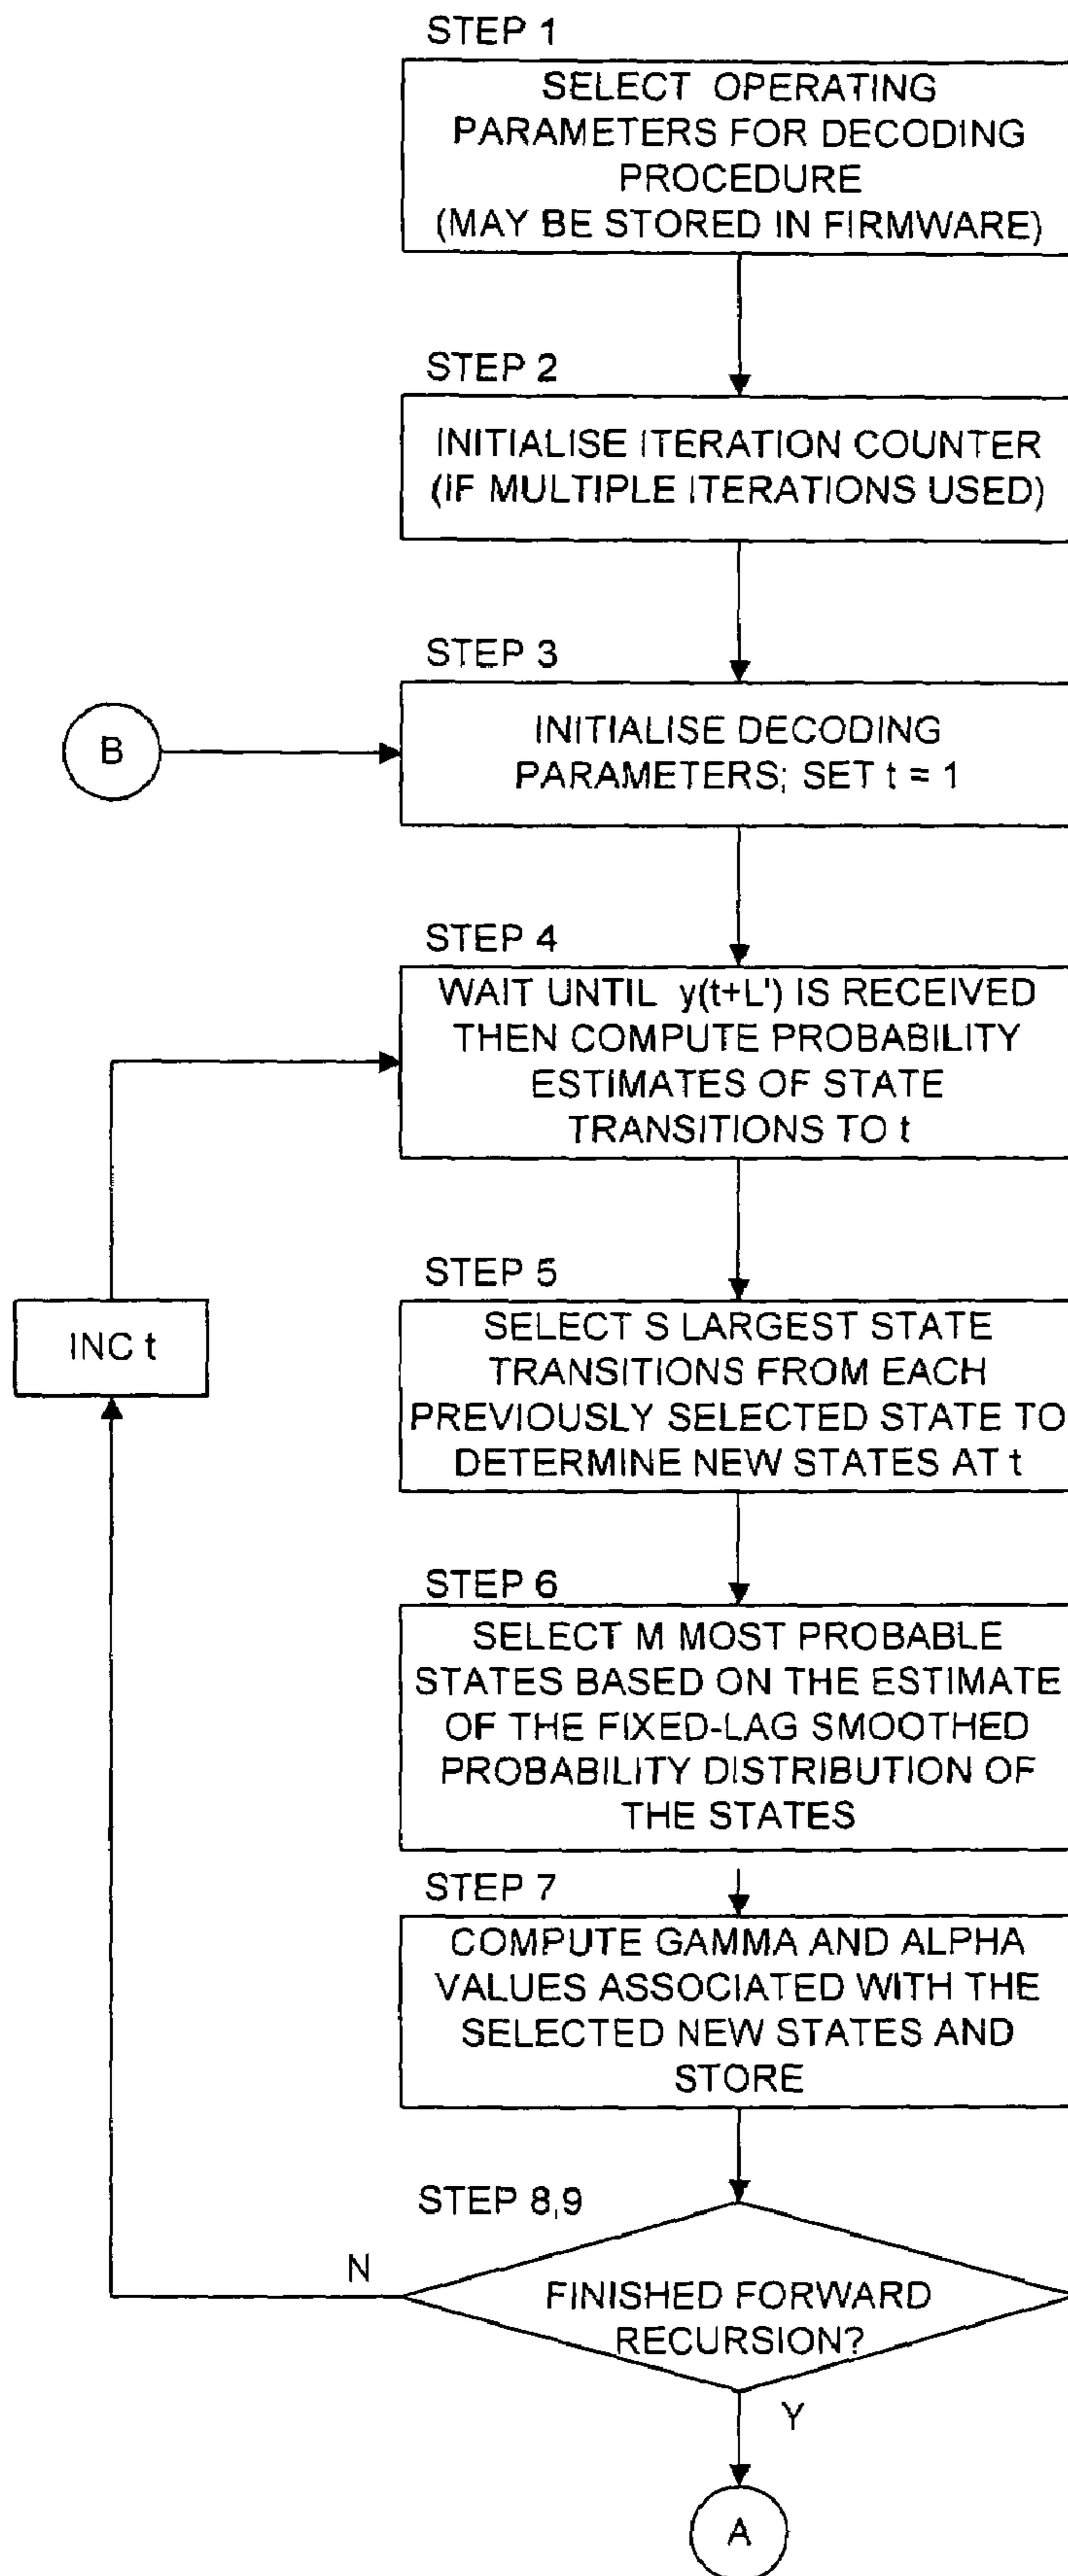 STEP 1
SELECT OPERATING
PARAMETERS FOR DECODING
PROCEDURE
(MAY BE STORED IN FIRMWARE)
STEP 2
INITIALISE ITERATION COUNTER
(IF MULTIPLE ITERATIONS USED)
STEP 3
B
INITIALISE DECODING
PARAMETERS; SET t = 1
STEP 4
WAIT UNTIL y(t+L') IS RECEIVED
THEN COMPUTE PROBABILITY
ESTIMATES OF STATE
TRANSITIONS TO t
STEP 5
INC t
SELECT S LARGEST STATE
TRANSITIONS FROM EACH
PREVIOUSLY SELECTED STATE TO
DETERMINE NEW STATES AT t
STEP 6
SELECT M MOST PROBABLE
STATES BASED ON THE ESTIMATE
OF THE FIXED-LAG SMOOTHED
PROBABILITY DISTRIBUTION OF
THE STATES
STEP 7
COMPUTE GAMMA AND ALPHA
VALUES ASSOCIATED WITH THE
SELECTED NEW STATES AND
STORE
STEP 8,9
N
FINISHED FORWARD
RECURSION?
Y
A